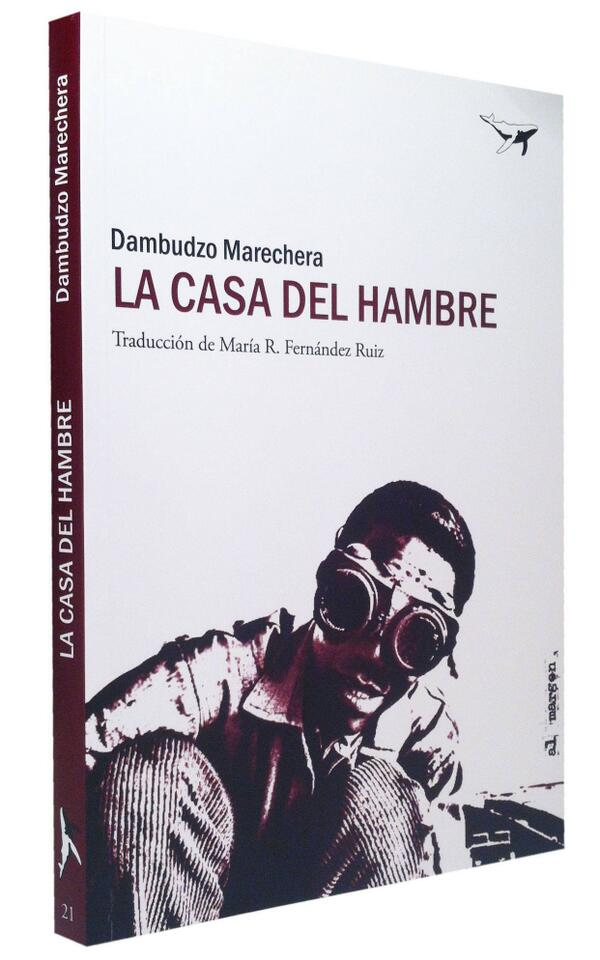 Dambudzo Marechera
LA CASA DEL HAMBRE
Traducción de María R. Fernández Ruiz
al margen
Dambudzo Marechera
LA CASA DEL HAMBRE
21